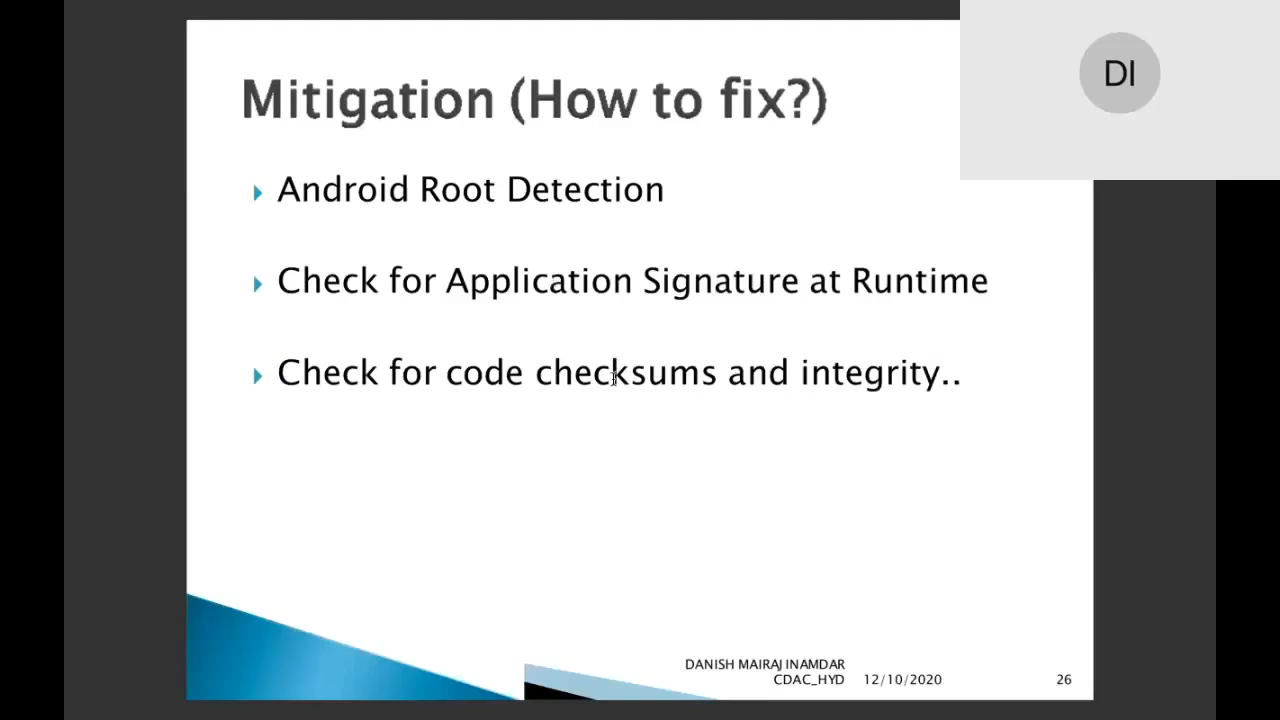 DI
Mitigation (How to fix?)
Android Root Detection
Check for Application Signature at Runtime
Check for code checksums and integrity..
DANISH MAIRAJ INAMDAR
CDAC_HYD 12/10/2020 26